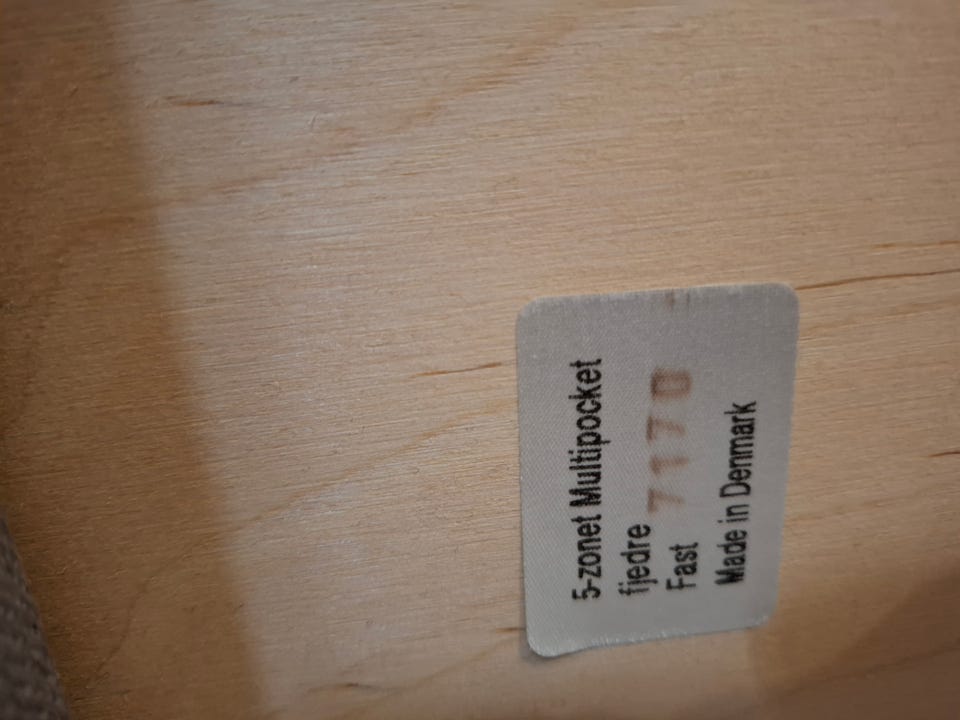 5-zonet Multipocket
fjedre
7170
Fast
Made in Denmark